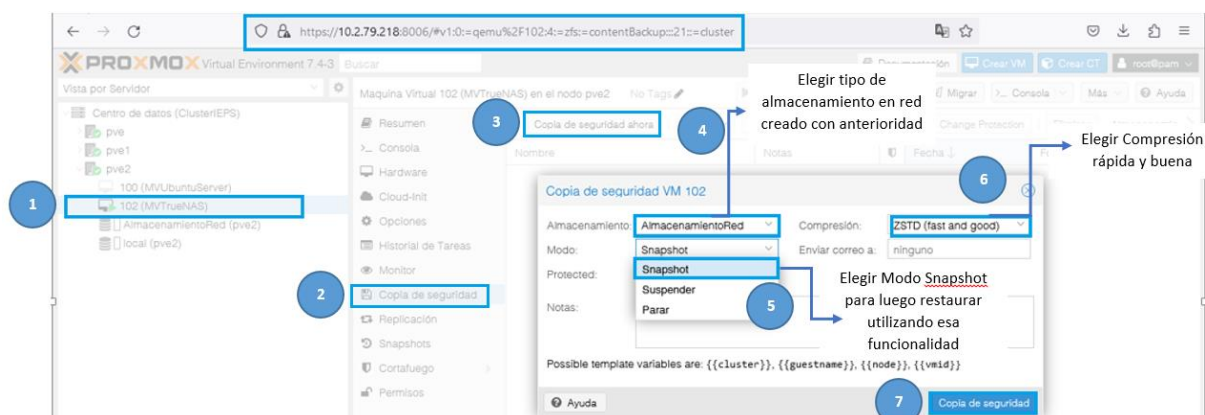 https://10.2.79.218:8006/#v1:0:=qemu%2F102:4:=zfs:=contentBackup:::21::=cluster
PROXMOX Virtual Environment 7.4-3 Buscar
Documentación Crear VM Crear CT root@pam
Vista por Servidor
Centro de datos (ClusterIEPS)
pve
pve1
pve2
100 (MVUbuntuServer)
1
102 (MVTrueNAS)
AlmacenamientoRed (pve2)
local (pve2)
Maquina Virtual 102 (MVTrueNAS) en el nodo pve2 No Tags
Migrar Consola Más Ayuda
Resumen
Consola
Hardware
Cloud-Init
Opciones
Historial de Tareas
Monitor
2
Copia de seguridad
Replicación
Snapshots
Cortafuego
Permisos
3
Copia de seguridad ahora
4
Change Protection
Nombre Notas Fecha
Elegir tipo de
almacenamiento en red
creado con anterioridad
Elegir Compresión
rápida y buena
6
Copia de seguridad VM 102
Almacenamiento: AlmacenamientoRed Compresión: ZSTD (fast and good)
Modo: Snapshot Enviar correo a: ninguno
Snapshot
Suspender
Parar
Protected:
Notas:
5
Elegir Modo Snapshot
para luego restaurar
utilizando esa
funcionalidad
Possible template variables are: {{cluster}}, {{guestname}}, {{node}}, {{vmid}}
Ayuda
7
Copia de seguridad